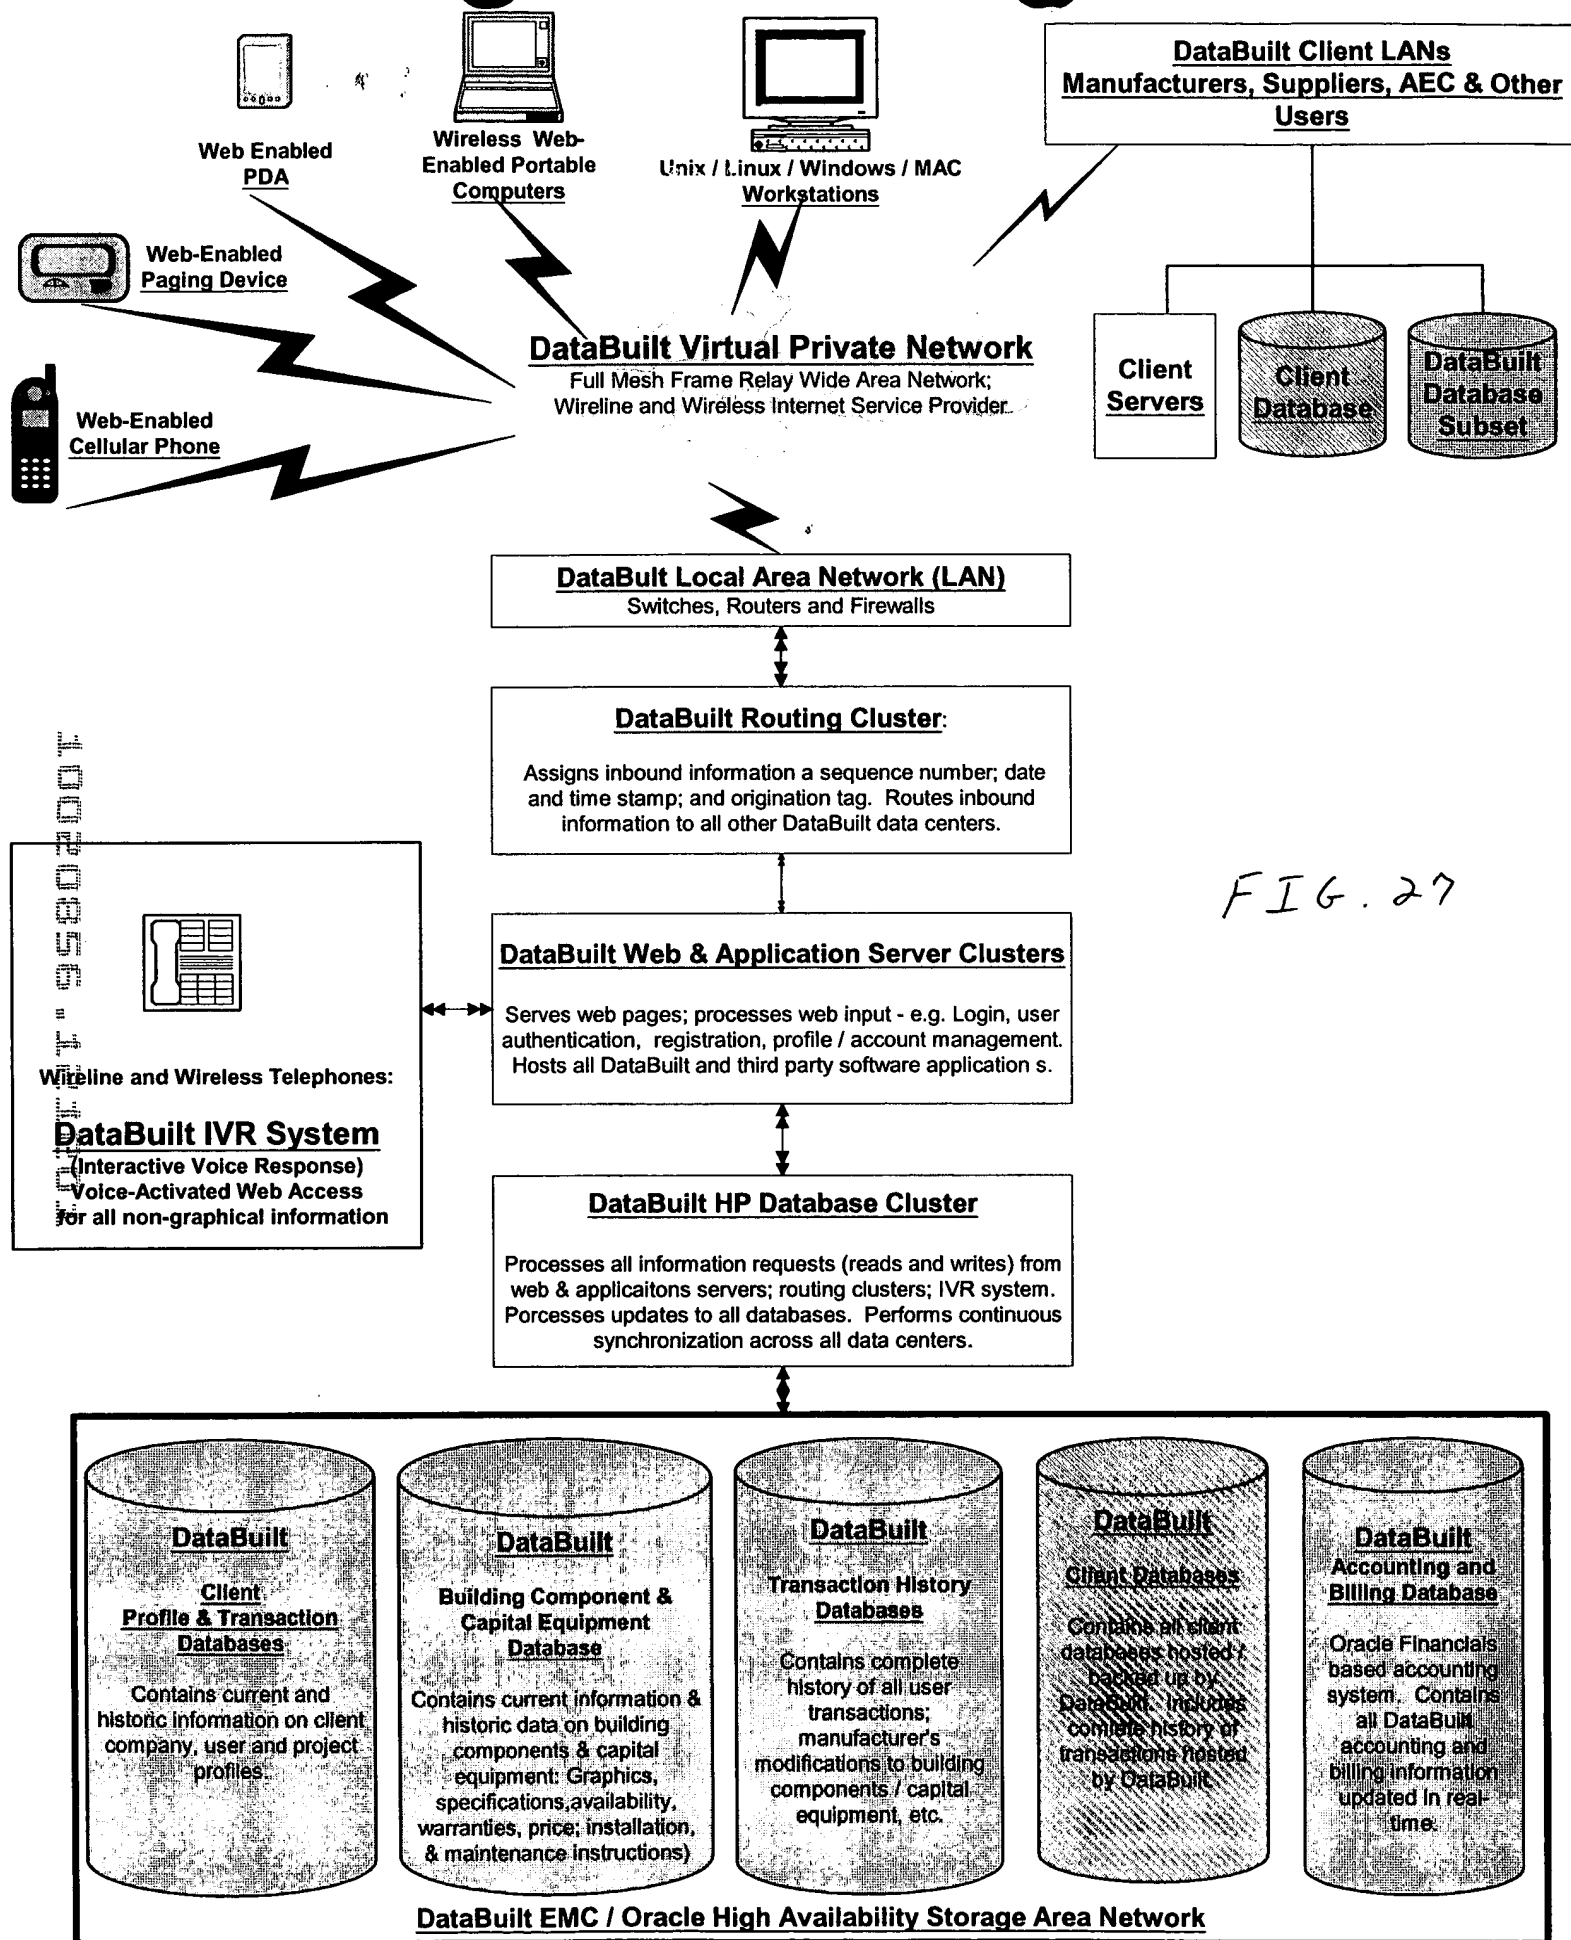 DataBuilt Client LANs
Manufacturers, Suppliers, AEC & Other
Users
Web Enabled
PDA
Wireless Web-
Enabled Portable
Computers
Unix / Linux / Windows / MAC
Workstations
Web-Enabled
Paging Device
Web-Enabled
Cellular Phone
DataBuilt Virtual Private Network
Full Mesh Frame Relay Wide Area Network;
Wireline and Wireless Internet Service Provider
Client
Servers
Client
Database
DataBuilt
Database
Subset
DataBult Local Area Network (LAN)
Switches, Routers and Firewalls
DataBuilt Routing Cluster:
Assigns inbound information a sequence number; date
and time stamp; and origination tag. Routes inbound
information to all other DataBuilt data centers.
FIG. 27
DataBuilt Web & Application Server Clusters
Serves web pages; processes web input - e.g. Login, user
authentication, registration, profile / account management.
Hosts all DataBuilt and third party software application s.
Wireline and Wireless Telephones:
DataBuilt IVR System
(Interactive Voice Response)
Voice-Activated Web Access
for all non-graphical information
DataBuilt HP Database Cluster
Processes all information requests (reads and writes) from
web & applicaitons servers; routing clusters; IVR system.
Porcesses updates to all databases. Performs continuous
synchronization across all data centers.
DataBuilt
Client
Profile & Transaction
Databases
Contains current and
historic information on client
company, user and project
profiles.
DataBuilt
Building Component &
Capital Equipment
Database
Contains current information &
historic data on building
components & capital
equipment: Graphics,
specifications,availability,
warranties, price; installation,
& maintenance instructions)
DataBuilt
Transaction History
Databases
Contains complete
history of all user
transactions;
manufacturer's
modifications to building
components / capital
equipment, etc.
DataBuilt
Client Databases
Contains all client
databases hosted /
backed up by
DataBuilt. Includes
comlete history of
transactions hosted
by DataBuilt.
DataBuilt
Accounting and
Billing Database
Oracle Financials
based accounting
system. Contains
all DataBuilt
accounting and
billing information
updated in real-
time.
DataBuilt EMC / Oracle High Availability Storage Area Network